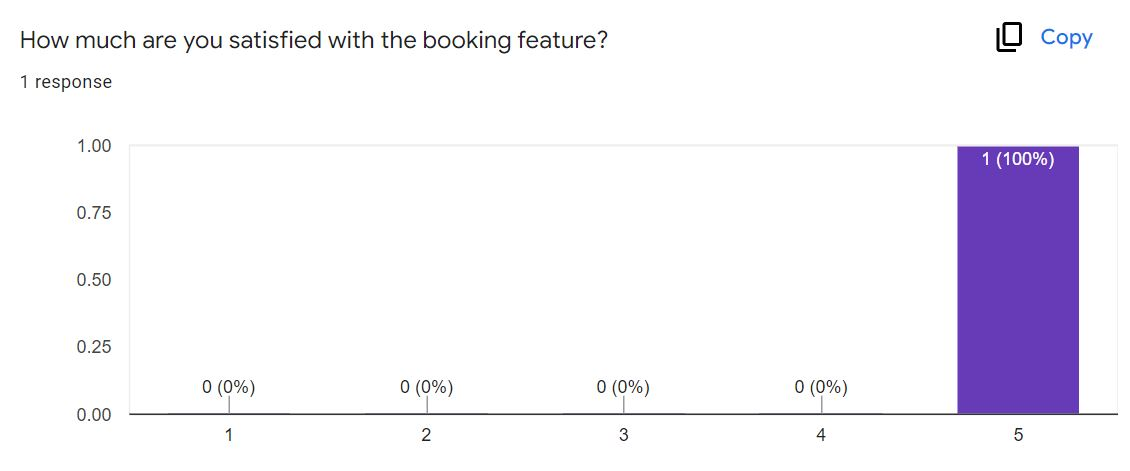 How much are you satisfied with the booking feature?
Copy
1 response
1.00
1 (100%)
0.75
0.50
0.25
0 (0%) 0 (0%) 0 (0%) 0 (0%)
0.00
1 2 3 4 5